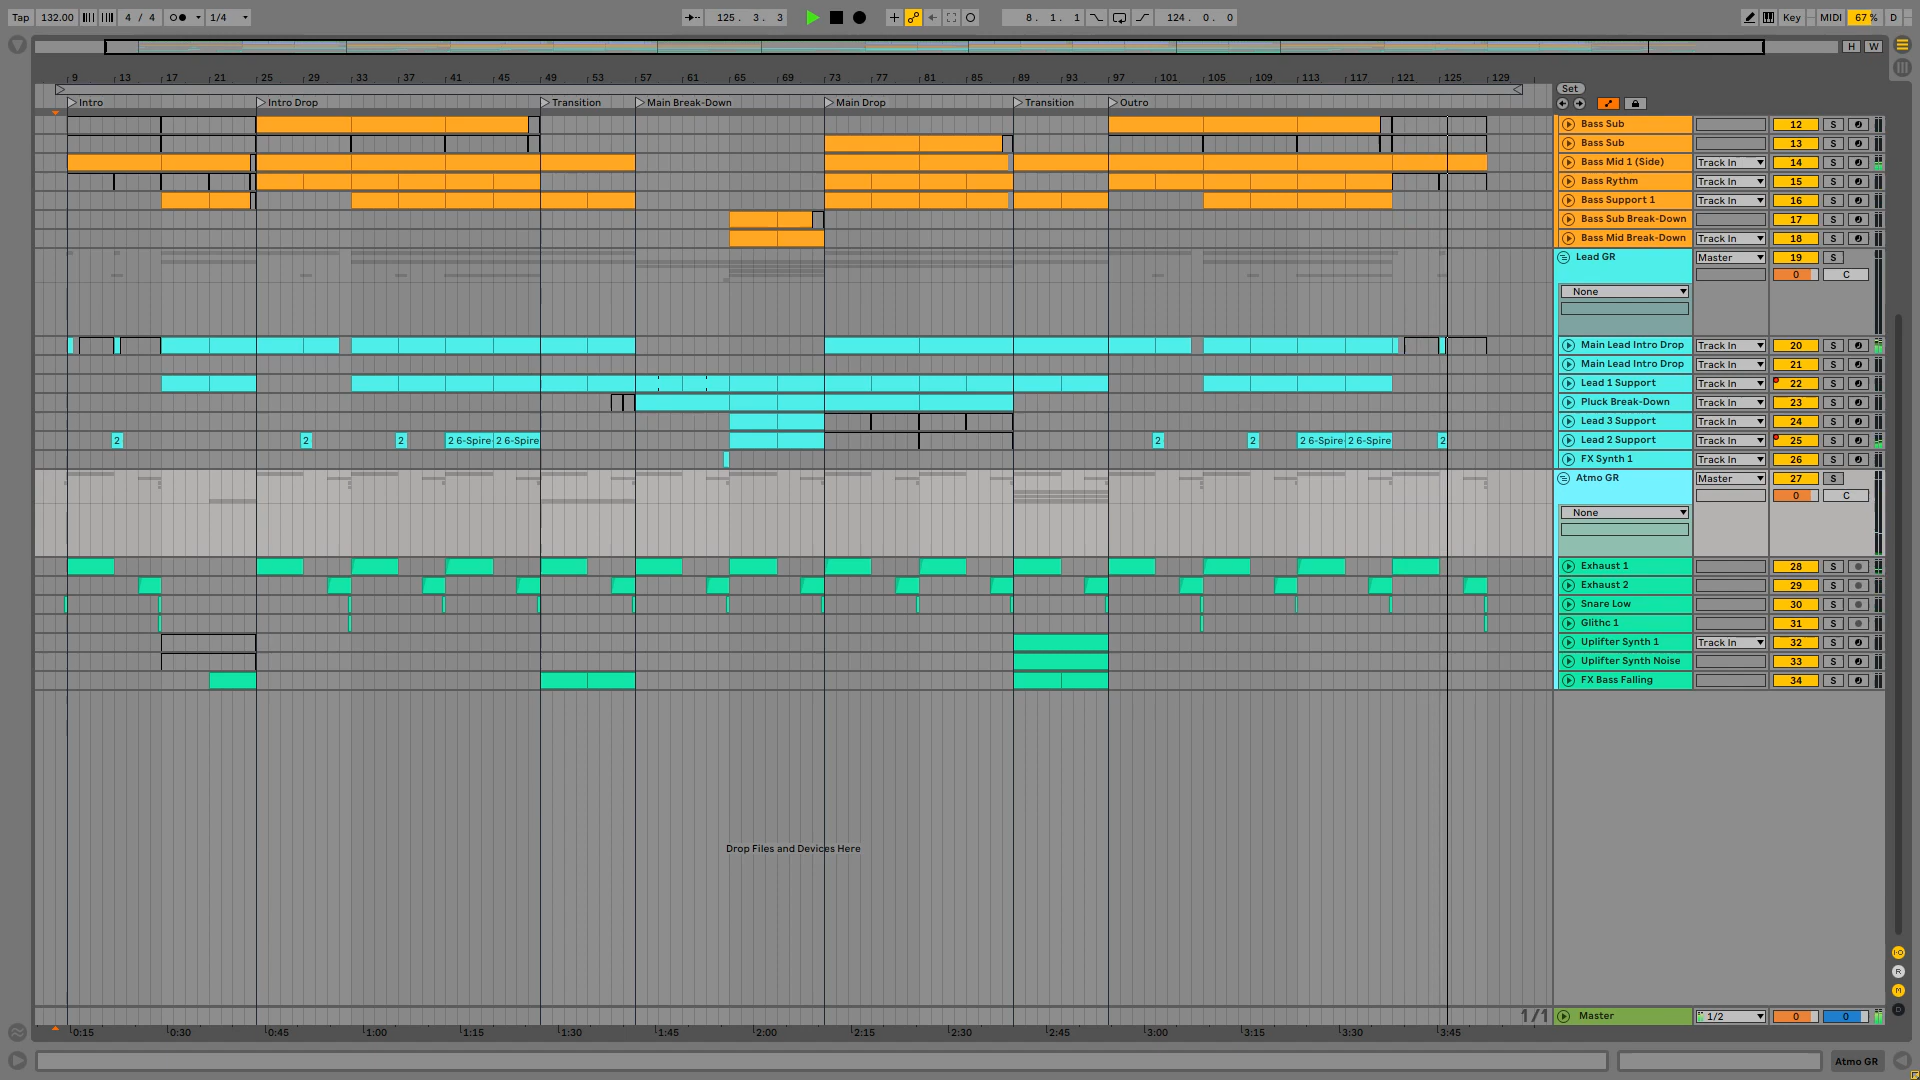 Tap 132.00 4 / 4 1/4 125. 3. 3 8. 1. 1 124. 0. 0 Key MIDI 67 % D
H W
9 13 17 21 25 29 33 37 41 45 49 53 57 61 65 69 73 77 81 85 89 93 97 101 105 109 113 117 121 125 129
Set
Intro Intro Drop Transition Main Break-Down Main Drop Transition Outro
Bass Sub 12 S
Bass Sub 13 S
Bass Mid 1 (Side) Track In 14 S
Bass Rythm Track In 15 S
Bass Support 1 Track In 16 S
Bass Sub Break-Down 17 S
Bass Mid Break-Down Track In 18 S
Lead GR Master 19 S
0 C
None
Main Lead Intro Drop Track In 20 S
Main Lead Intro Drop Track In 21 S
Lead 1 Support Track In 22 S
Pluck Break-Down Track In 23 S
Lead 3 Support Track In 24 S
2 2 2 2 6-Spire 2 6-Spire 2 2 2 6-Spire 2 6-Spire 2 Lead 2 Support Track In 25 S
FX Synth 1 Track In 26 S
Atmo GR Master 27 S
0 C
None
Exhaust 1 28 S
Exhaust 2 29 S
Snare Low 30 S
Glithc 1 31 S
Uplifter Synth 1 Track In 32 S
Uplifter Synth Noise 33 S
FX Bass Falling 34 S
Drop Files and Devices Here
I-O
R
M
D
1/1 Master 1/2 0 0
0:15 0:30 0:45 1:00 1:15 1:30 1:45 2:00 2:15 2:30 2:45 3:00 3:15 3:30 3:45
Atmo GR